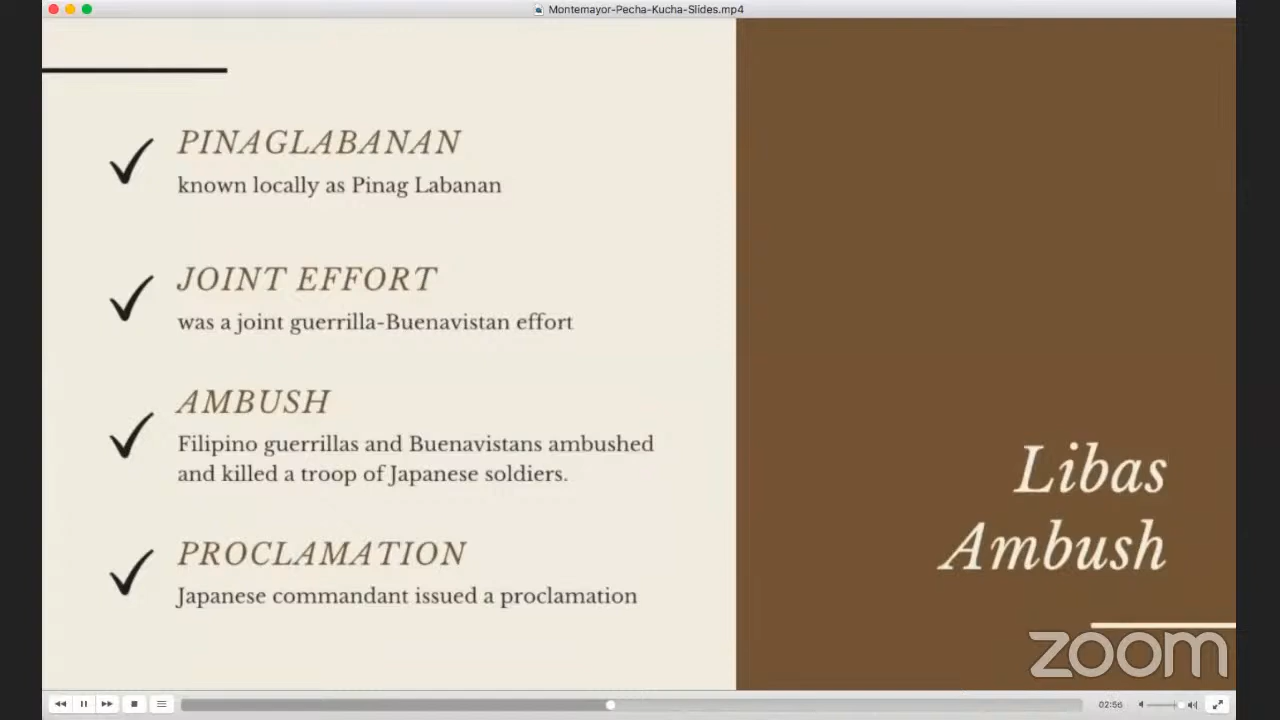 Montemayor-Pecha-Kucha-Slides.mp4
PINAGLABANAN
known locally as Pinag Labanan
JOINT EFFORT
was a joint guerrilla-Buenavistan effort
AMBUSH
Filipino guerrillas and Buenavistans ambushed
and killed a troop of Japanese soldiers.
PROCLAMATION
Japanese commandant issued a proclamation
Libas
Ambush
zoom
02:56